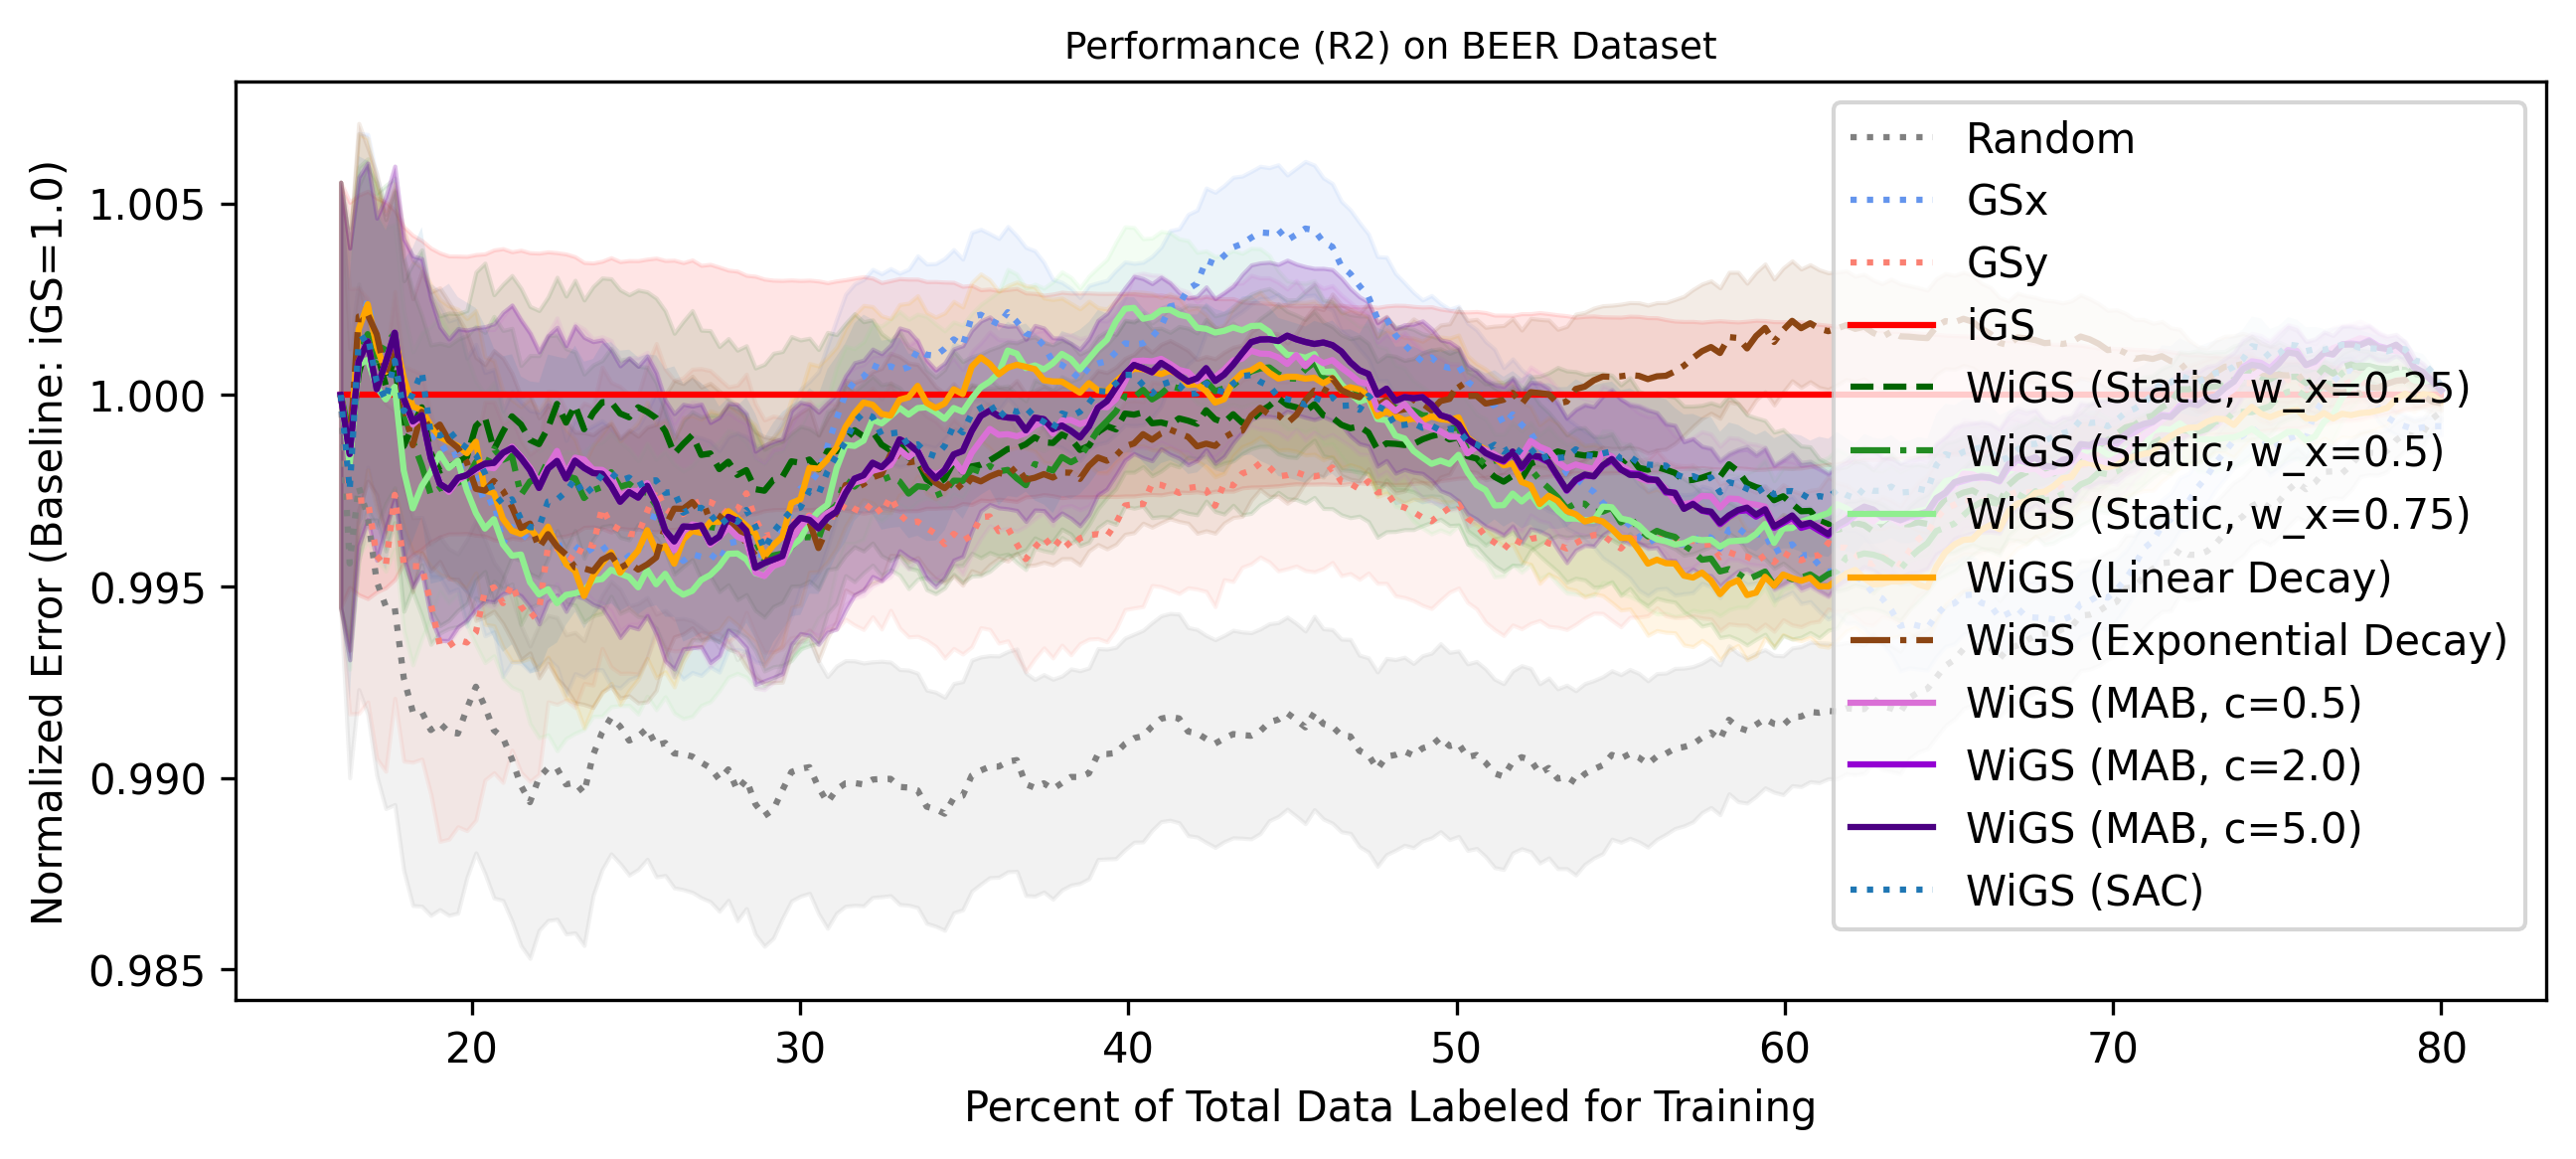 Performance (R2) on BEER Dataset
Normalized Error (Baseline: iGS=1.0)
1.005
1.000
0.995
0.990
0.985
20 30 40 50 60 70 80
Percent of Total Data Labeled for Training
Random
GSx
GSy
iGS
WiGS (Static, w_x=0.25)
WiGS (Static, w_x=0.5)
WiGS (Static, w_x=0.75)
WiGS (Linear Decay)
WiGS (Exponential Decay)
WiGS (MAB, c=0.5)
WiGS (MAB, c=2.0)
WiGS (MAB, c=5.0)
WiGS (SAC)